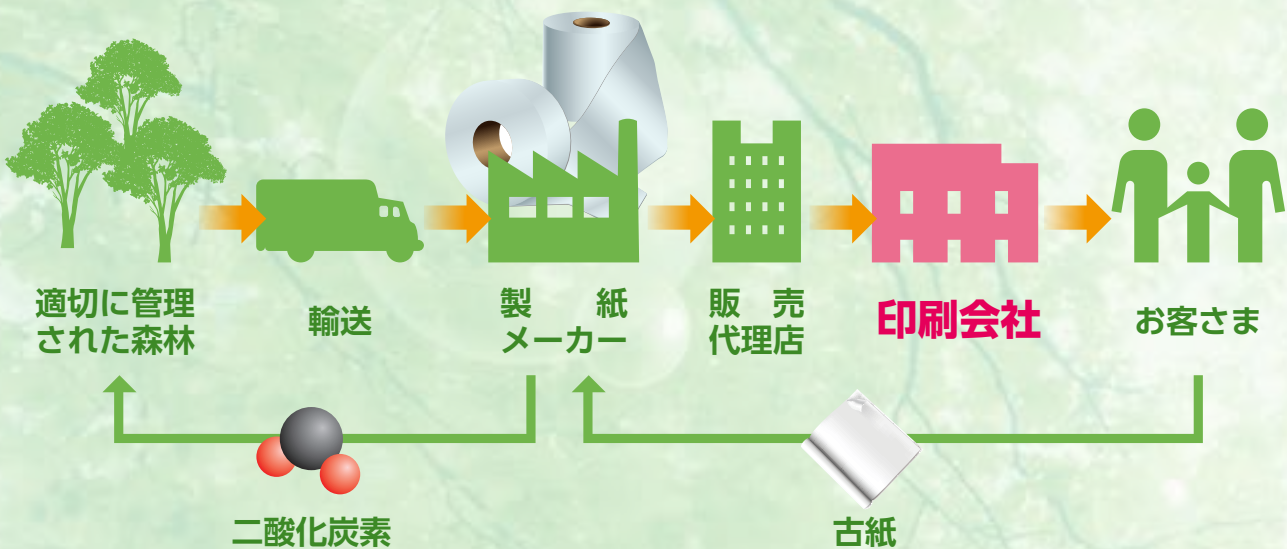 適切に管理
された森林
輸送
製　紙
メーカー
販　売
代理店
印刷会社
お客さま
二酸化炭素
古紙